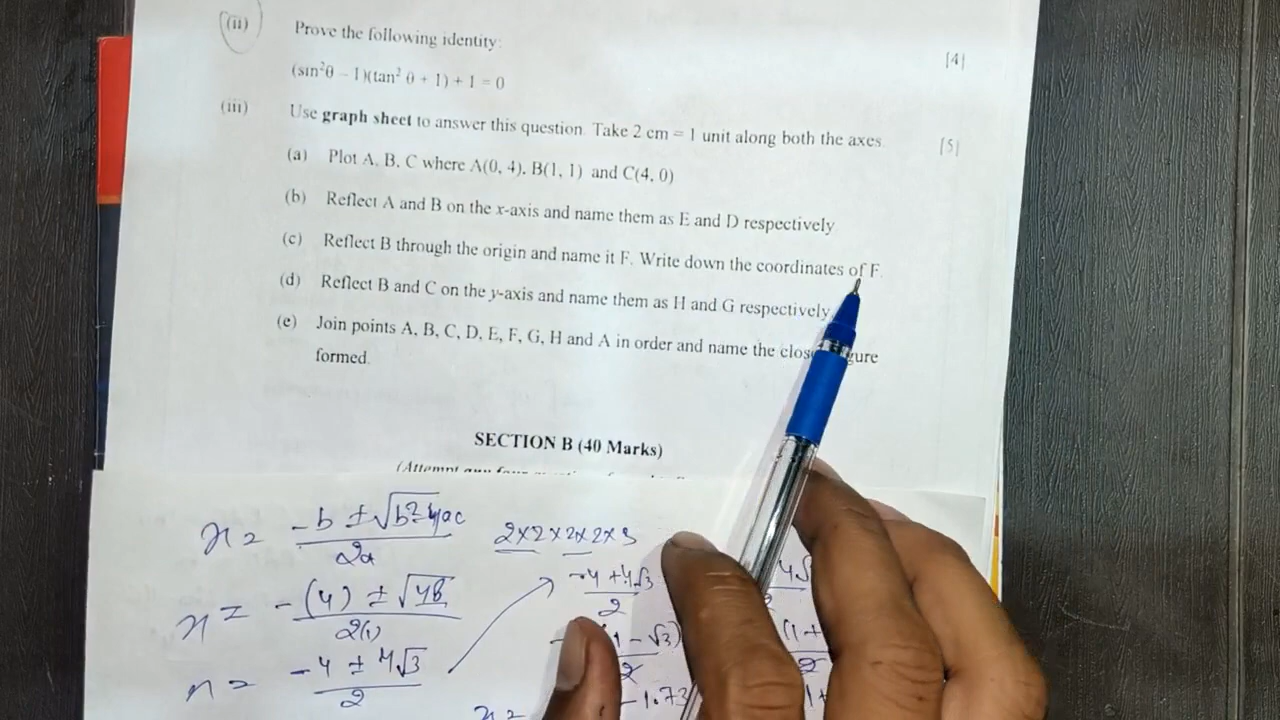 (ii) Prove the following identity: [4]
(sin²θ − 1)(tan² θ + 1) + 1 = 0
(iii) Use graph sheet to answer this question. Take 2 cm = 1 unit along both the axes. [5]
(a) Plot A, B, C where A(0, 4), B(1, 1) and C(4, 0)
(b) Reflect A and B on the x-axis and name them as E and D respectively
(c) Reflect B through the origin and name it F. Write down the coordinates of F.
(d) Reflect B and C on the y-axis and name them as H and G respectively
(e) Join points A, B, C, D, E, F, G, H and A in order and name the
formed.
SECTION B (40 Marks)
x = -b ± √b²-4ac / 2a
2×2×2×2×3
x = -(4) ± √48 / 2(1)
-4 +4√3 / 2
x = -4 ± 4√3 / 2